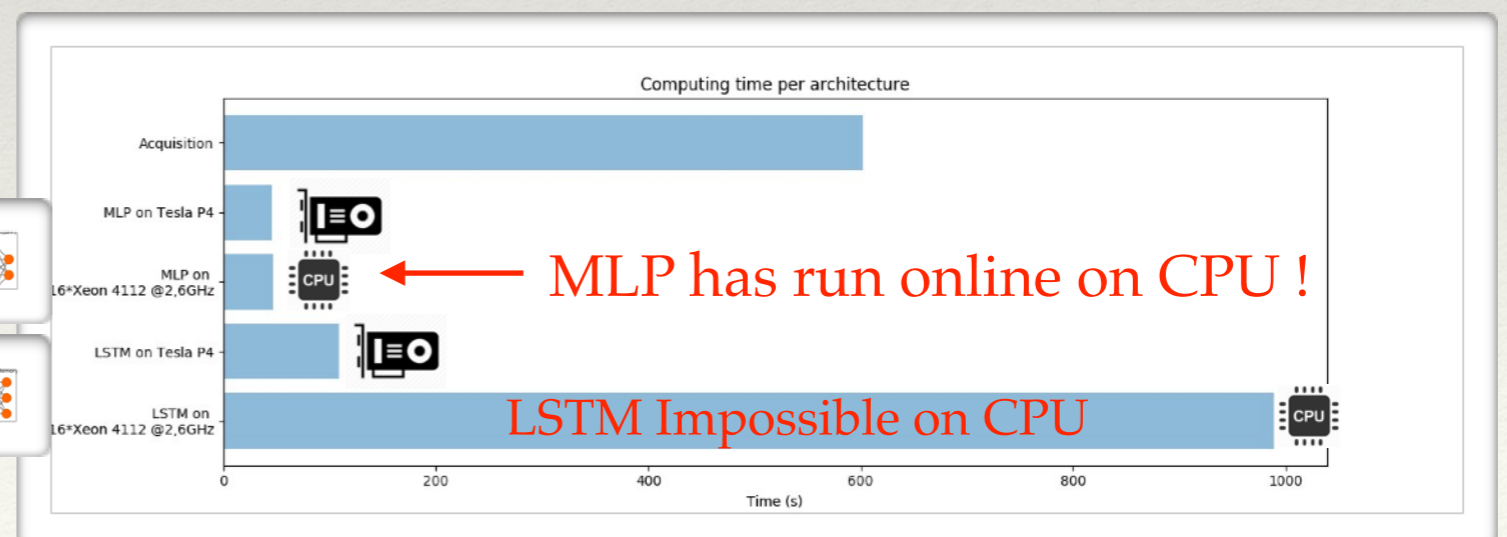 Computing time per architecture
Acquisition
MLP on Tesla P4
MLP on
16*Xeon 4112 @2,6GHz
CPU
MLP has run online on CPU !
LSTM on Tesla P4
LSTM on
16*Xeon 4112 @2,6GHz
LSTM Impossible on CPU
CPU
0 200 400 600 800 1000
Time (s)